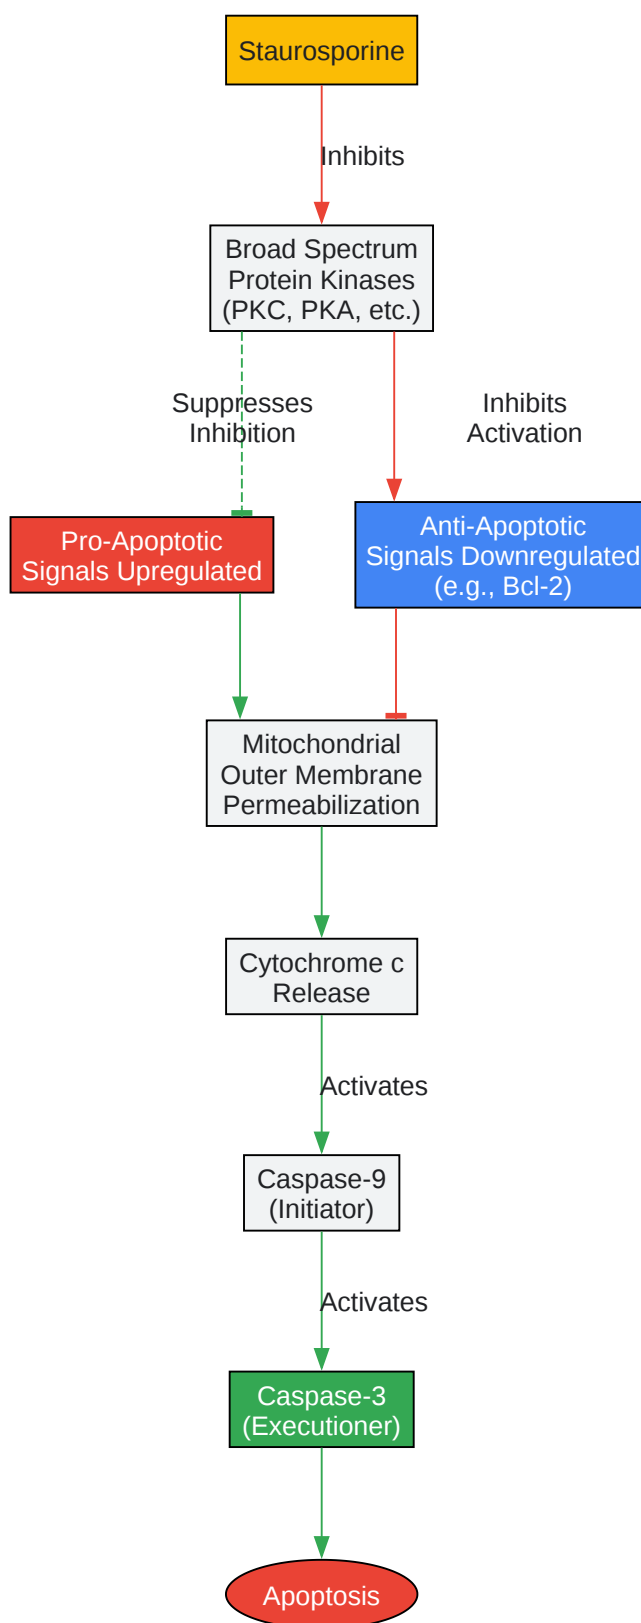 Staurosporine
Inhibits
Broad Spectrum
Protein Kinases
(PKC, PKA, etc.)
Suppresses
Inhibition
Inhibits
Activation
Pro-Apoptotic
Signals Upregulated
Anti-Apoptotic
Signals Downregulated
(e.g., Bcl-2)
Mitochondrial
Outer Membrane
Permeabilization
Cytochrome c
Release
Activates
Caspase-9
(Initiator)
Activates
Caspase-3
(Executioner)
Apoptosis